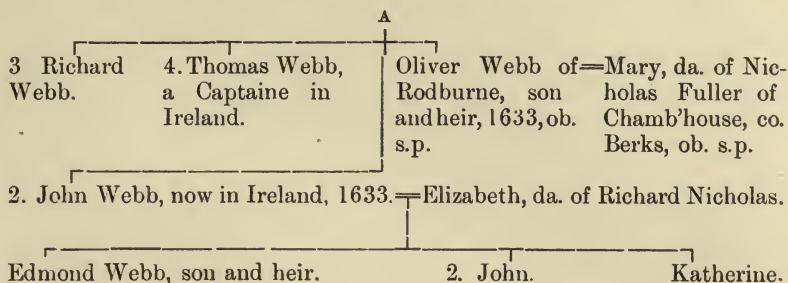 A
3 Richard
Webb.
4. Thomas Webb,
a Captaine in
Ireland.
Oliver Webb of=
Rodburne, son
and heir, 1633, ob.
s.p.
Mary, da. of Nic-
holas Fuller of
Chamb'house, co.
Berks, ob. s.p.
2. John Webb, now in Ireland, 1633.=Elizabeth, da. of Richard Nicholas.
Edmond Webb, son and heir. 2. John. Katherine.